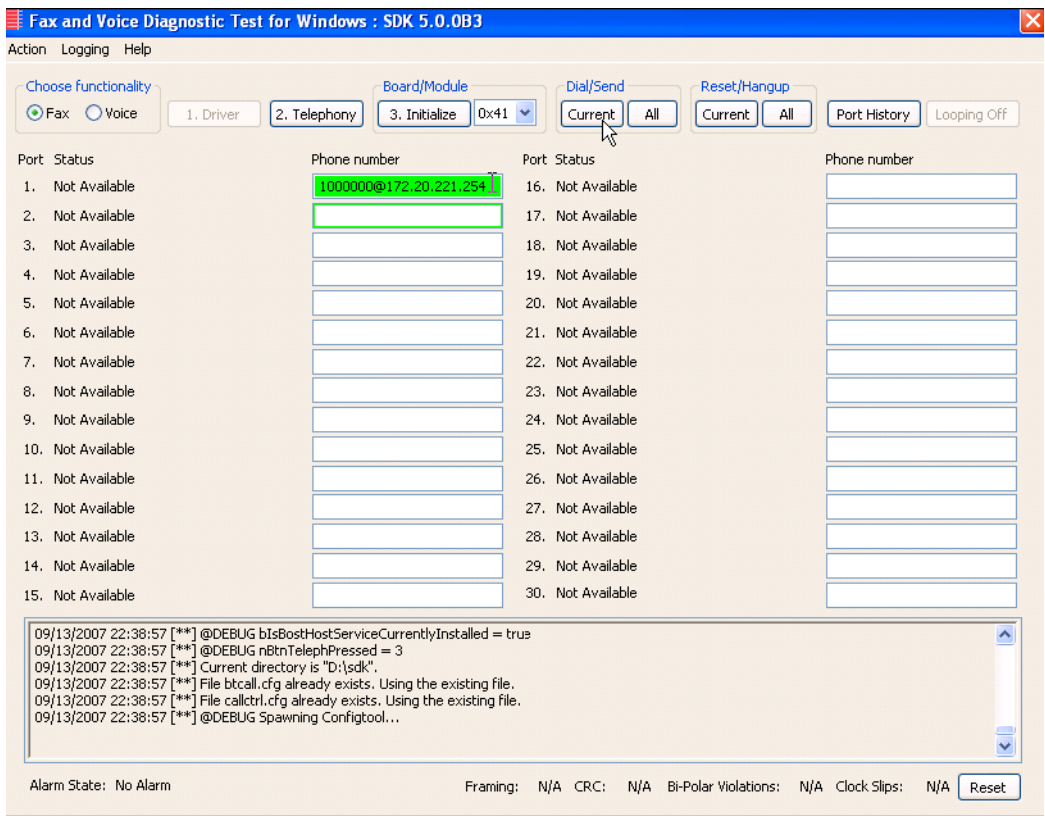 Fax and Voice Diagnostic Test for Windows : SDK 5.0.0B3
Action Logging Help
Choose functionality Board/Module Dial/Send Reset/Hangup
Fax Voice 1. Driver 2. Telephony 3. Initialize 0x41 Current All Current All Port History Looping Off
Port Status Phone number Port Status Phone number
1. Not Available 1000000@172.20.221.254 16. Not Available
2. Not Available 17. Not Available
3. Not Available 18. Not Available
4. Not Available 19. Not Available
5. Not Available 20. Not Available
6. Not Available 21. Not Available
7. Not Available 22. Not Available
8. Not Available 23. Not Available
9. Not Available 24. Not Available
10. Not Available 25. Not Available
11. Not Available 26. Not Available
12. Not Available 27. Not Available
13. Not Available 28. Not Available
14. Not Available 29. Not Available
15. Not Available 30. Not Available
09/13/2007 22:38:57 [**] @DEBUG bIsBostHostServiceCurrentlyInstalled = true
09/13/2007 22:38:57 [**] @DEBUG nBtnTelephPressed = 3
09/13/2007 22:38:57 [**] Current directory is "D:\sdk".
09/13/2007 22:38:57 [**] File btcall.cfg already exists. Using the existing file.
09/13/2007 22:38:57 [**] File callctrl.cfg already exists. Using the existing file.
09/13/2007 22:38:57 [**] @DEBUG Spawning Configtool...
Alarm State: No Alarm Framing: N/A CRC: N/A Bi-Polar Violations: N/A Clock Slips: N/A Reset